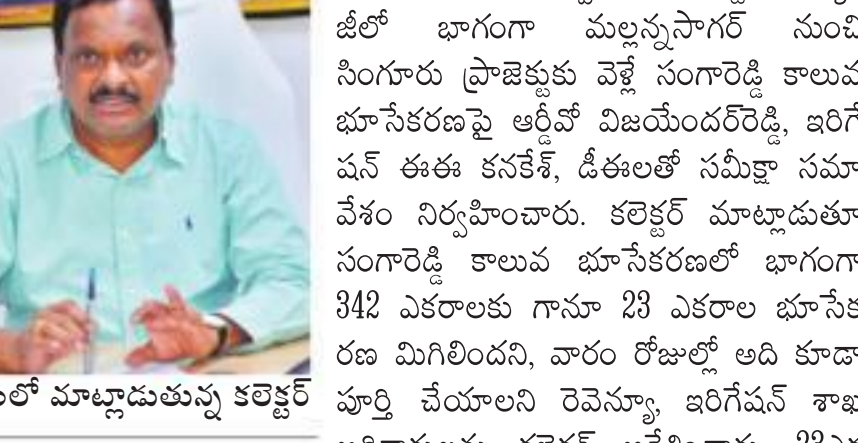 జీలో భాగంగా మల్లన్నసాగర్ నుంచి
సింగూరు ప్రాజెక్టుకు వెళ్లే సంగారెడ్డి కాలువ
భూసేకరణపై ఆర్డీవో విజయేందర్‌రెడ్డి, ఇరిగే
షన్ ఈఈ కనకేశ్, డీఈలతో సమీక్షా సమా
వేశం నిర్వహించారు. కలెక్టర్ మాట్లాడుతూ
సంగారెడ్డి కాలువ భూసేకరణలో భాగంగా
342 ఎకరాలకు గానూ 23 ఎకరాల భూసేక
రణ మిగిలిందని, వారం రోజుల్లో అది కూడా
పూర్తి చేయాలని రెవెన్యూ, ఇరిగేషన్ శాఖ
లో మాట్లాడుతున్న కలెక్టర్